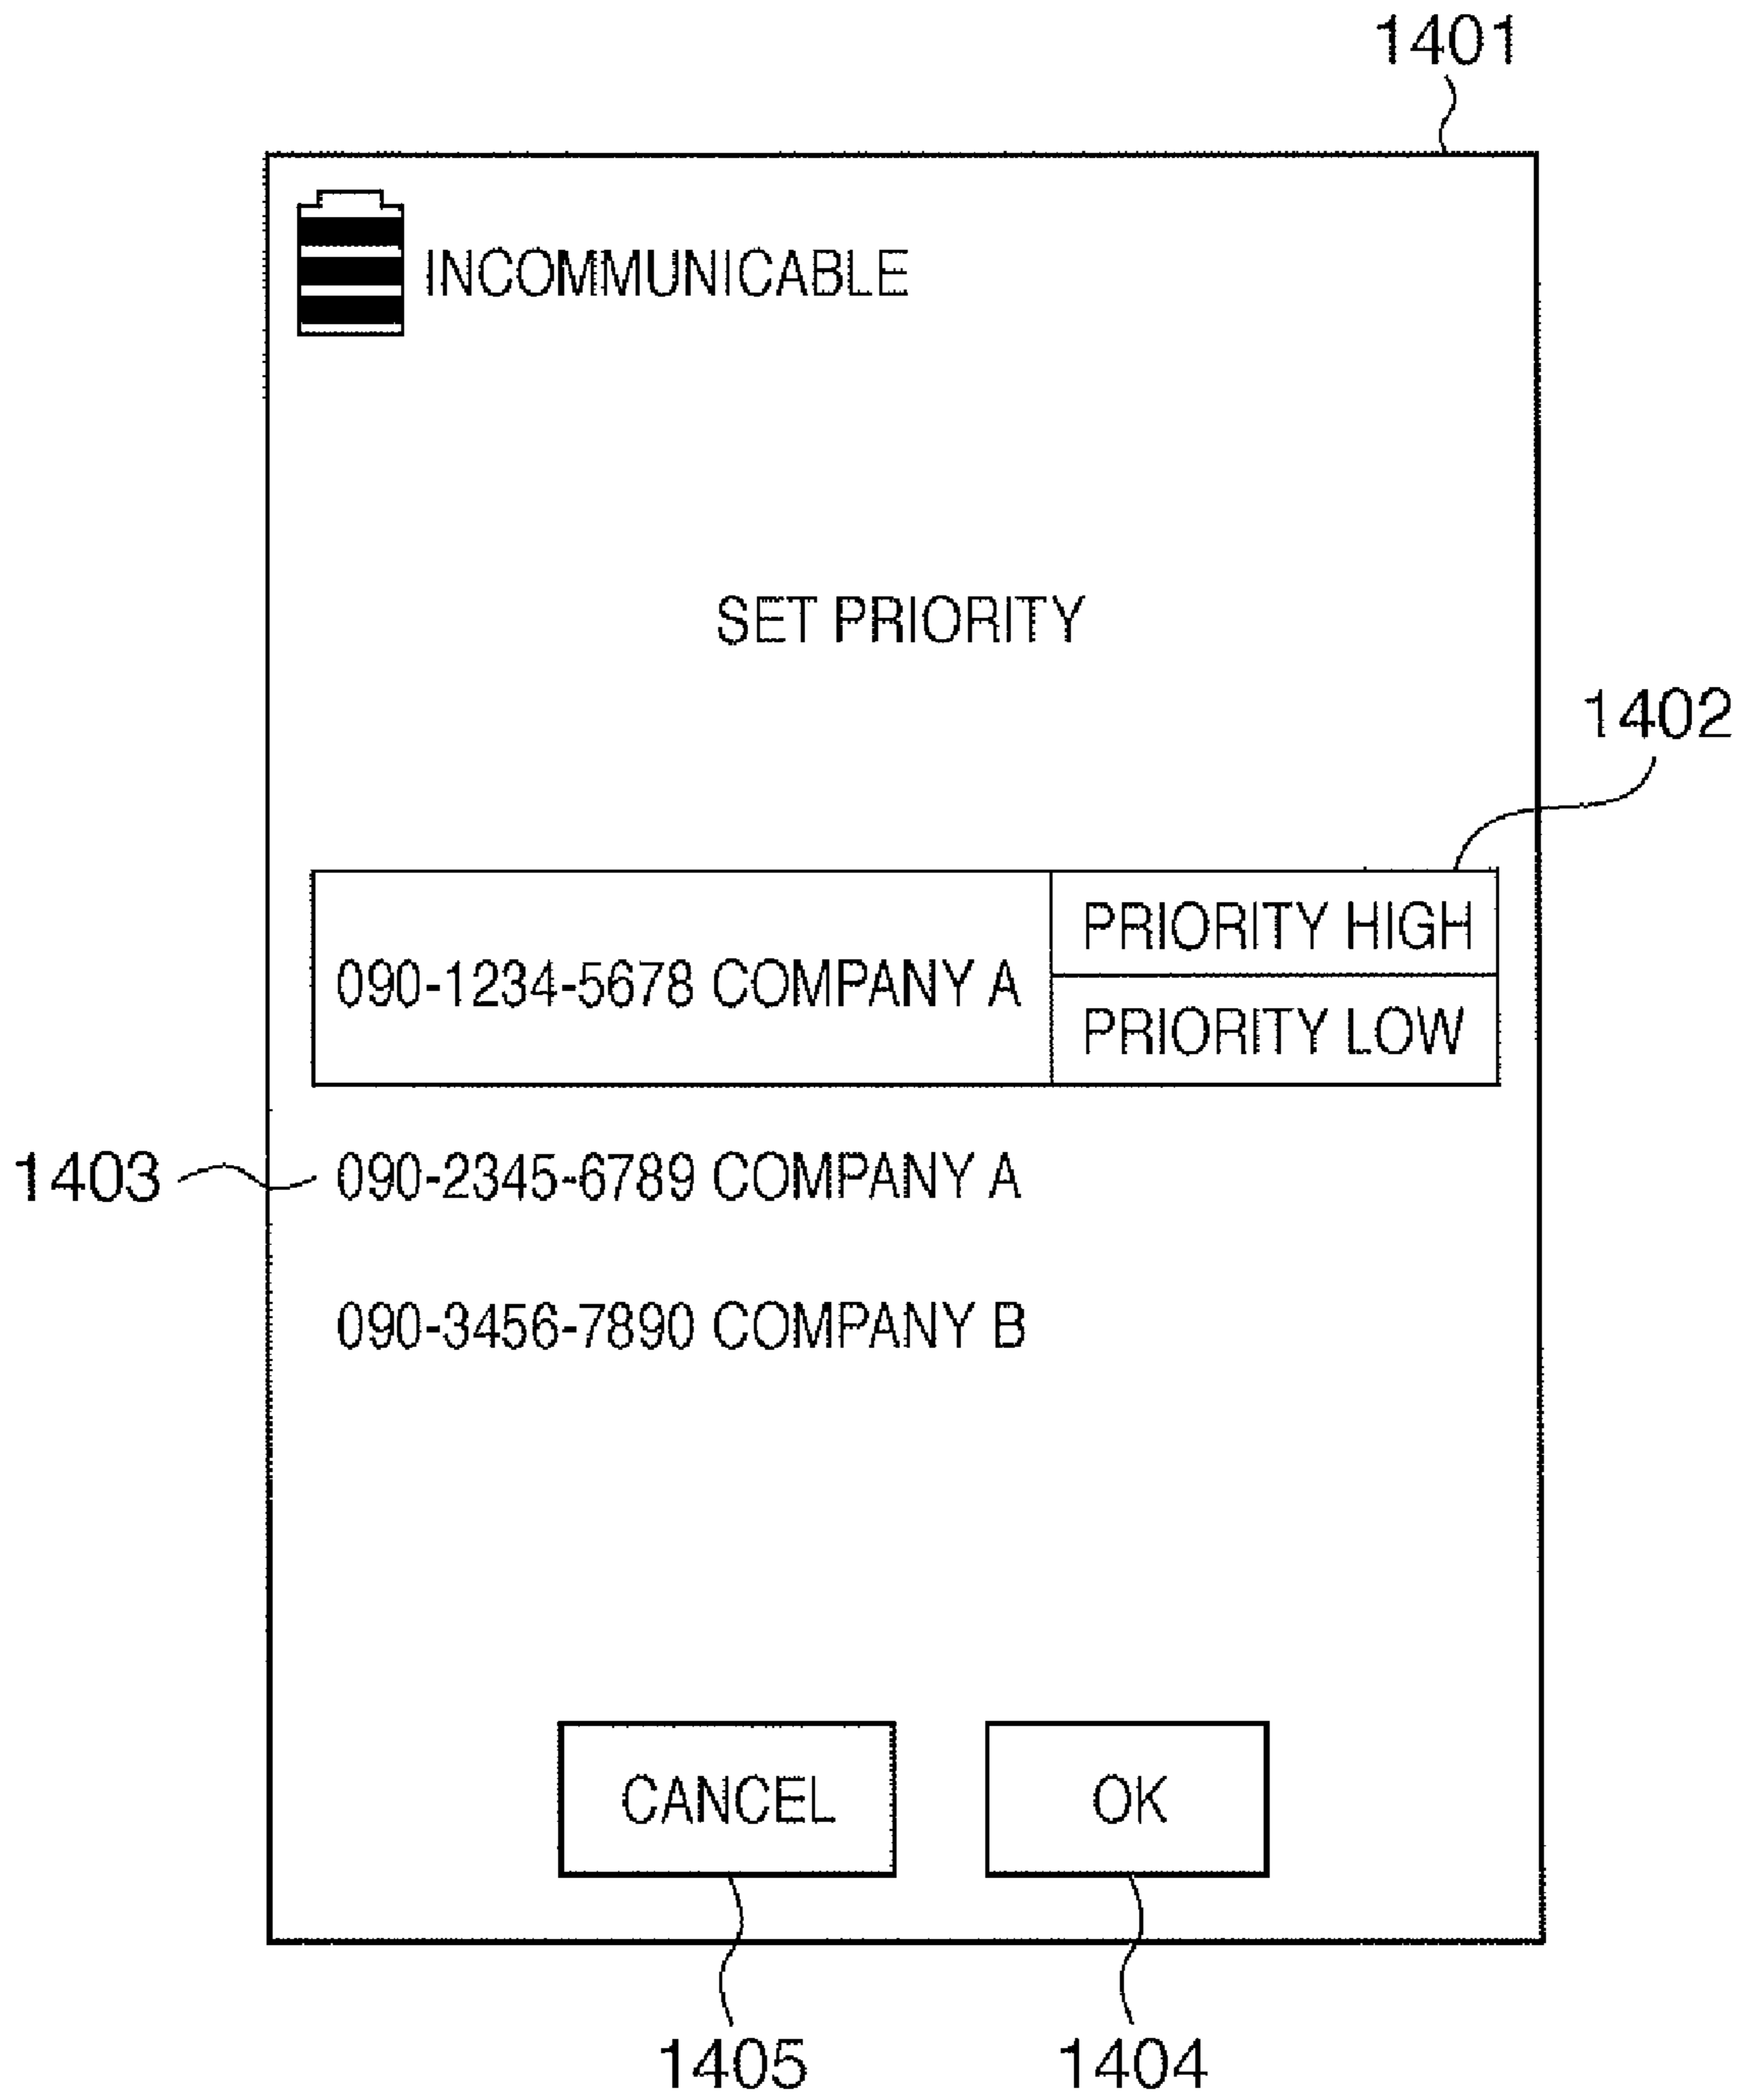 1401
INCOMMUNICABLE
SET PRIORITY
1402
PRIORITY HIGH
090-1234-5678 COMPANY A
PRIORITY LOW
1403
090-2345-6789 COMPANY A
090-3456-7890 COMPANY B
CANCEL
OK
1405
1404